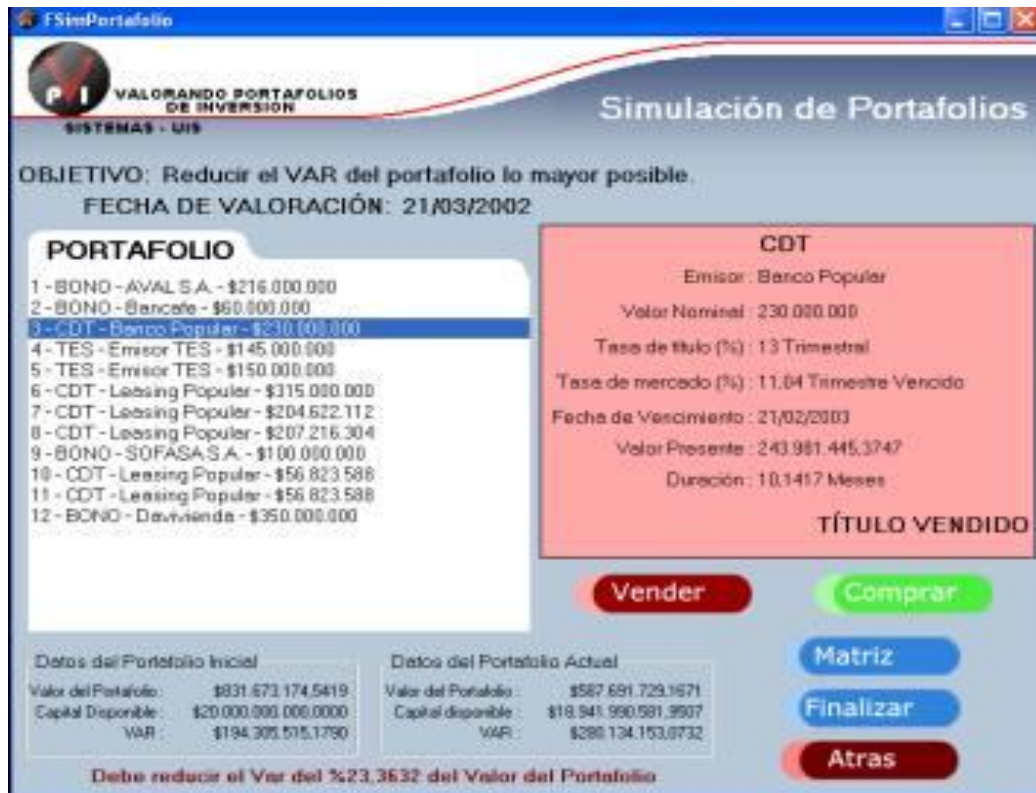 FSimPortafolio
PVI
VALORANDO PORTAFOLIOS
DE INVERSION
SISTEMAS - UIS
Simulación de Portafolios
OBJETIVO: Reducir el VAR del portafolio lo mayor posible.
FECHA DE VALORACIÓN: 21/03/2002
PORTAFOLIO
1 - BONO - AVAL S.A. - $216.000.000
2 - BONO - Bancafe - $60.000.000
3 - CDT - Banco Popular - $230.000.000
4 - TES - Emisor TES - $145.000.000
5 - TES - Emisor TES - $150.000.000
6 - CDT - Leasing Popular - $315.000.000
7 - CDT - Leasing Popular - $204.622.112
8 - CDT - Leasing Popular - $207.216.304
9 - BONO - SOFASA S.A. - $100.000.000
10 - CDT - Leasing Popular - $56.823.588
11 - CDT - Leasing Popular - $56.823.588
12 - BONO - Davivienda - $350.000.000
CDT
Emisor : Banco Popular
Valor Nominal : 230.000.000
Tasa de título (%) : 13 Trimestral
Tasa de mercado (%) : 11.04 Trimestre Vencido
Fecha de Vencimiento : 21/02/2003
Valor Presente : 243.981.445,3747
Duración : 10,1417 Meses
TÍTULO VENDIDO
Vender
Comprar
Matriz
Finalizar
Atras
Datos del Portafolio Inicial
Valor del Portafolio : $831.673.174,5419
Capital Disponible : $20.000.000.000,0000
VAR : $194.305.515,1790
Datos del Portafolio Actual
Valor del Portafolio : $587.691.729,1671
Capital disponible : $18.941.990.581,9507
VAR : $280.134.153,0732
Debe reducir el Var del %23,3632 del Valor del Portafolio